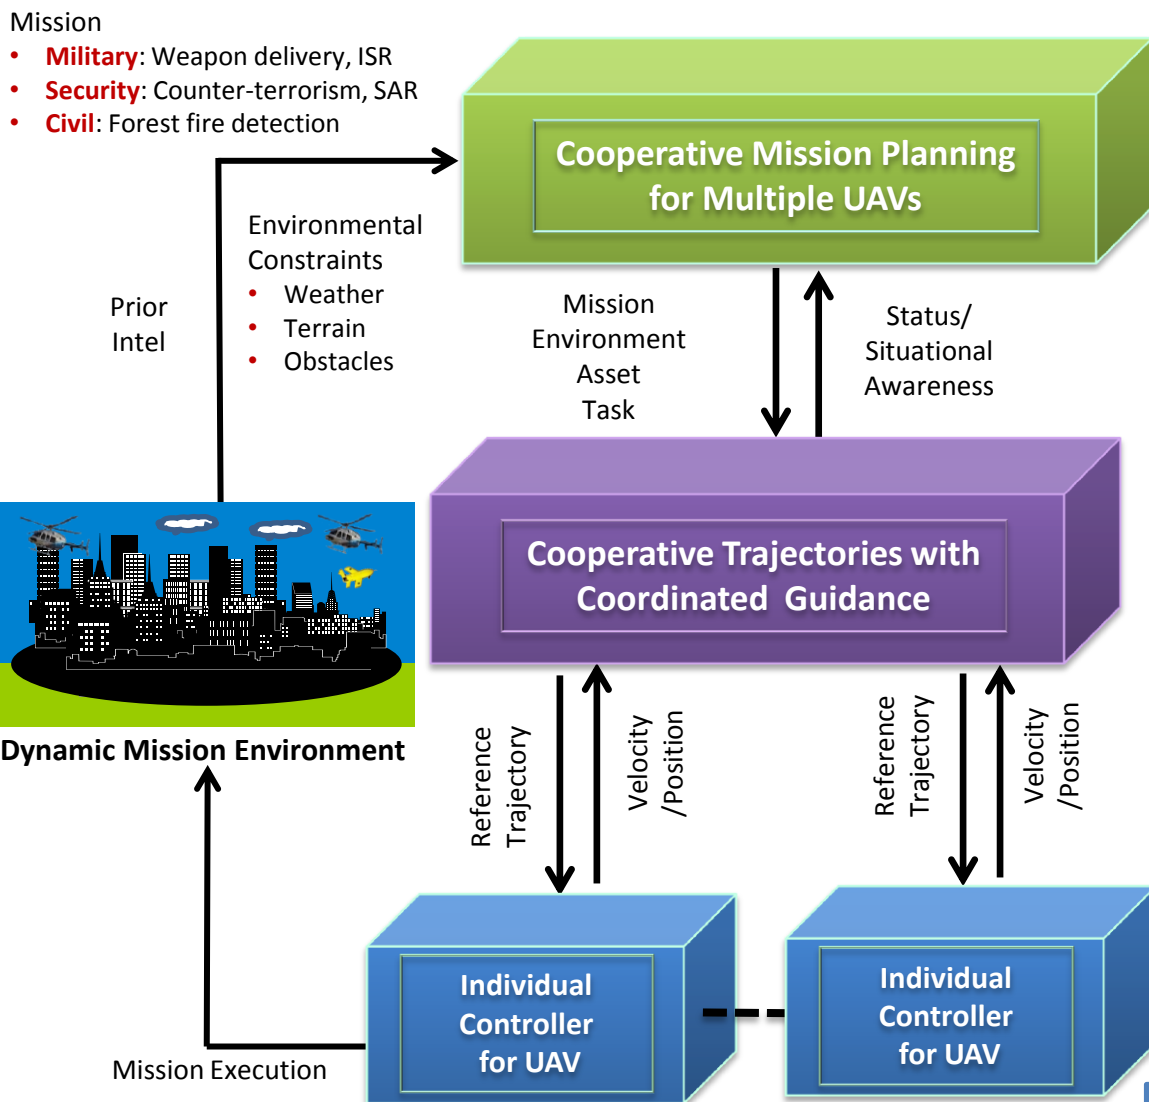 Mission
• Military: Weapon delivery, ISR
• Security: Counter-terrorism, SAR
• Civil: Forest fire detection
Cooperative Mission Planning
for Multiple UAVs
Environmental
Constraints
• Weather
• Terrain
• Obstacles
Prior
Intel
Mission
Environment
Asset
Task
Status/
Situational
Awareness
Cooperative Trajectories with
Coordinated Guidance
Dynamic Mission Environment
Reference
Trajectory
Velocity
/Position
Reference
Trajectory
Velocity
/Position
Individual
Controller
for UAV
Individual
Controller
for UAV
Mission Execution